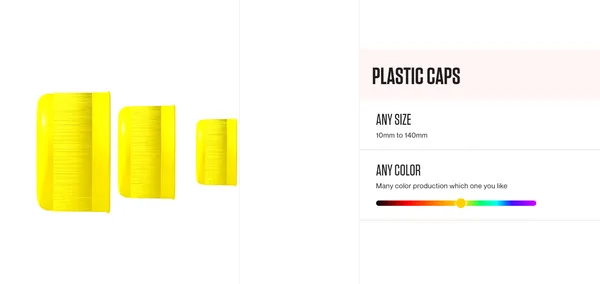 PLASTIC CAPS
ANY SIZE
10mm to 140mm
ANY COLOR
Many color production which one you like